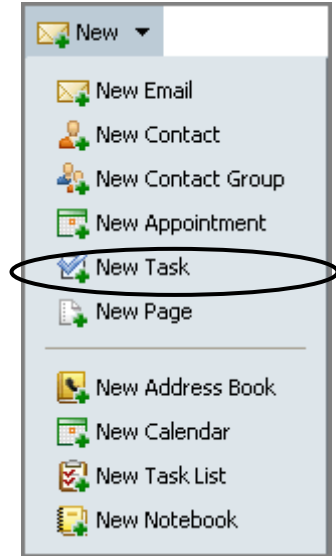 New
New Email
New Contact
New Contact Group
New Appointment
New Task
New Page
New Address Book
New Calendar
New Task List
New Notebook